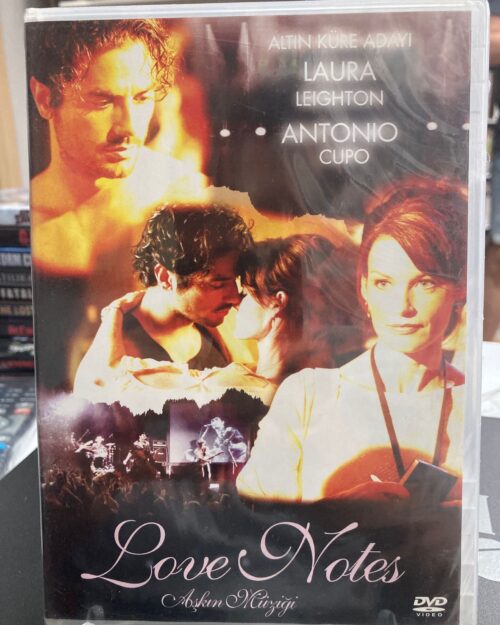 ALTIN KÜRE ADAYI
LAURA
LEIGHTON
ANTONIO
CUPO
Love Notes
Aşkın Müziği
DVD
VIDEO